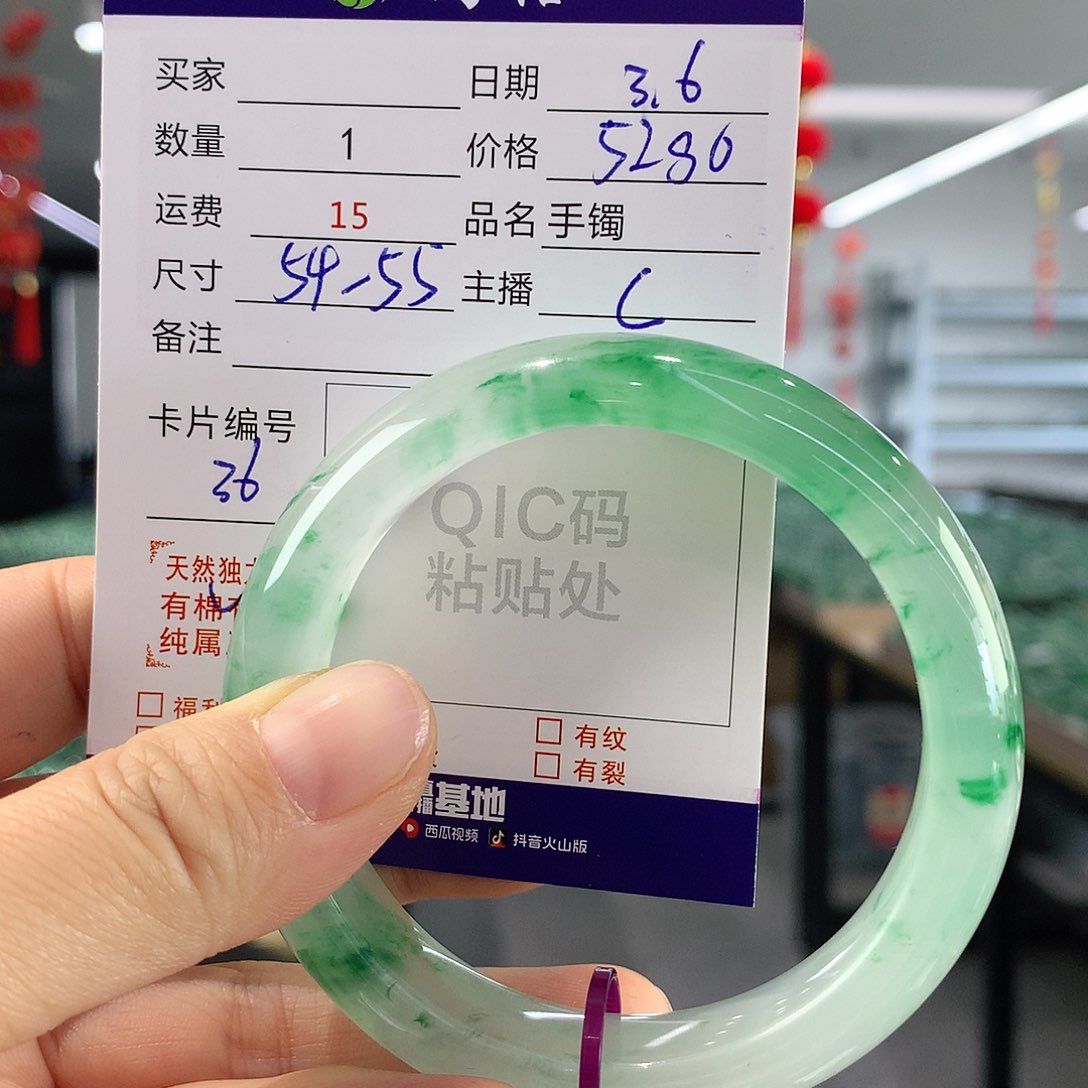 买家 日期 3.6
数量 1 价格 5280
运费 15 品名 手镯
尺寸 54-55 主播 C
备注
卡片编号
36
QIC码
粘贴处
天然独
有棉
纯属
□ 福利
□ 有纹
□ 有裂
播基地
西瓜视频 抖音火山版